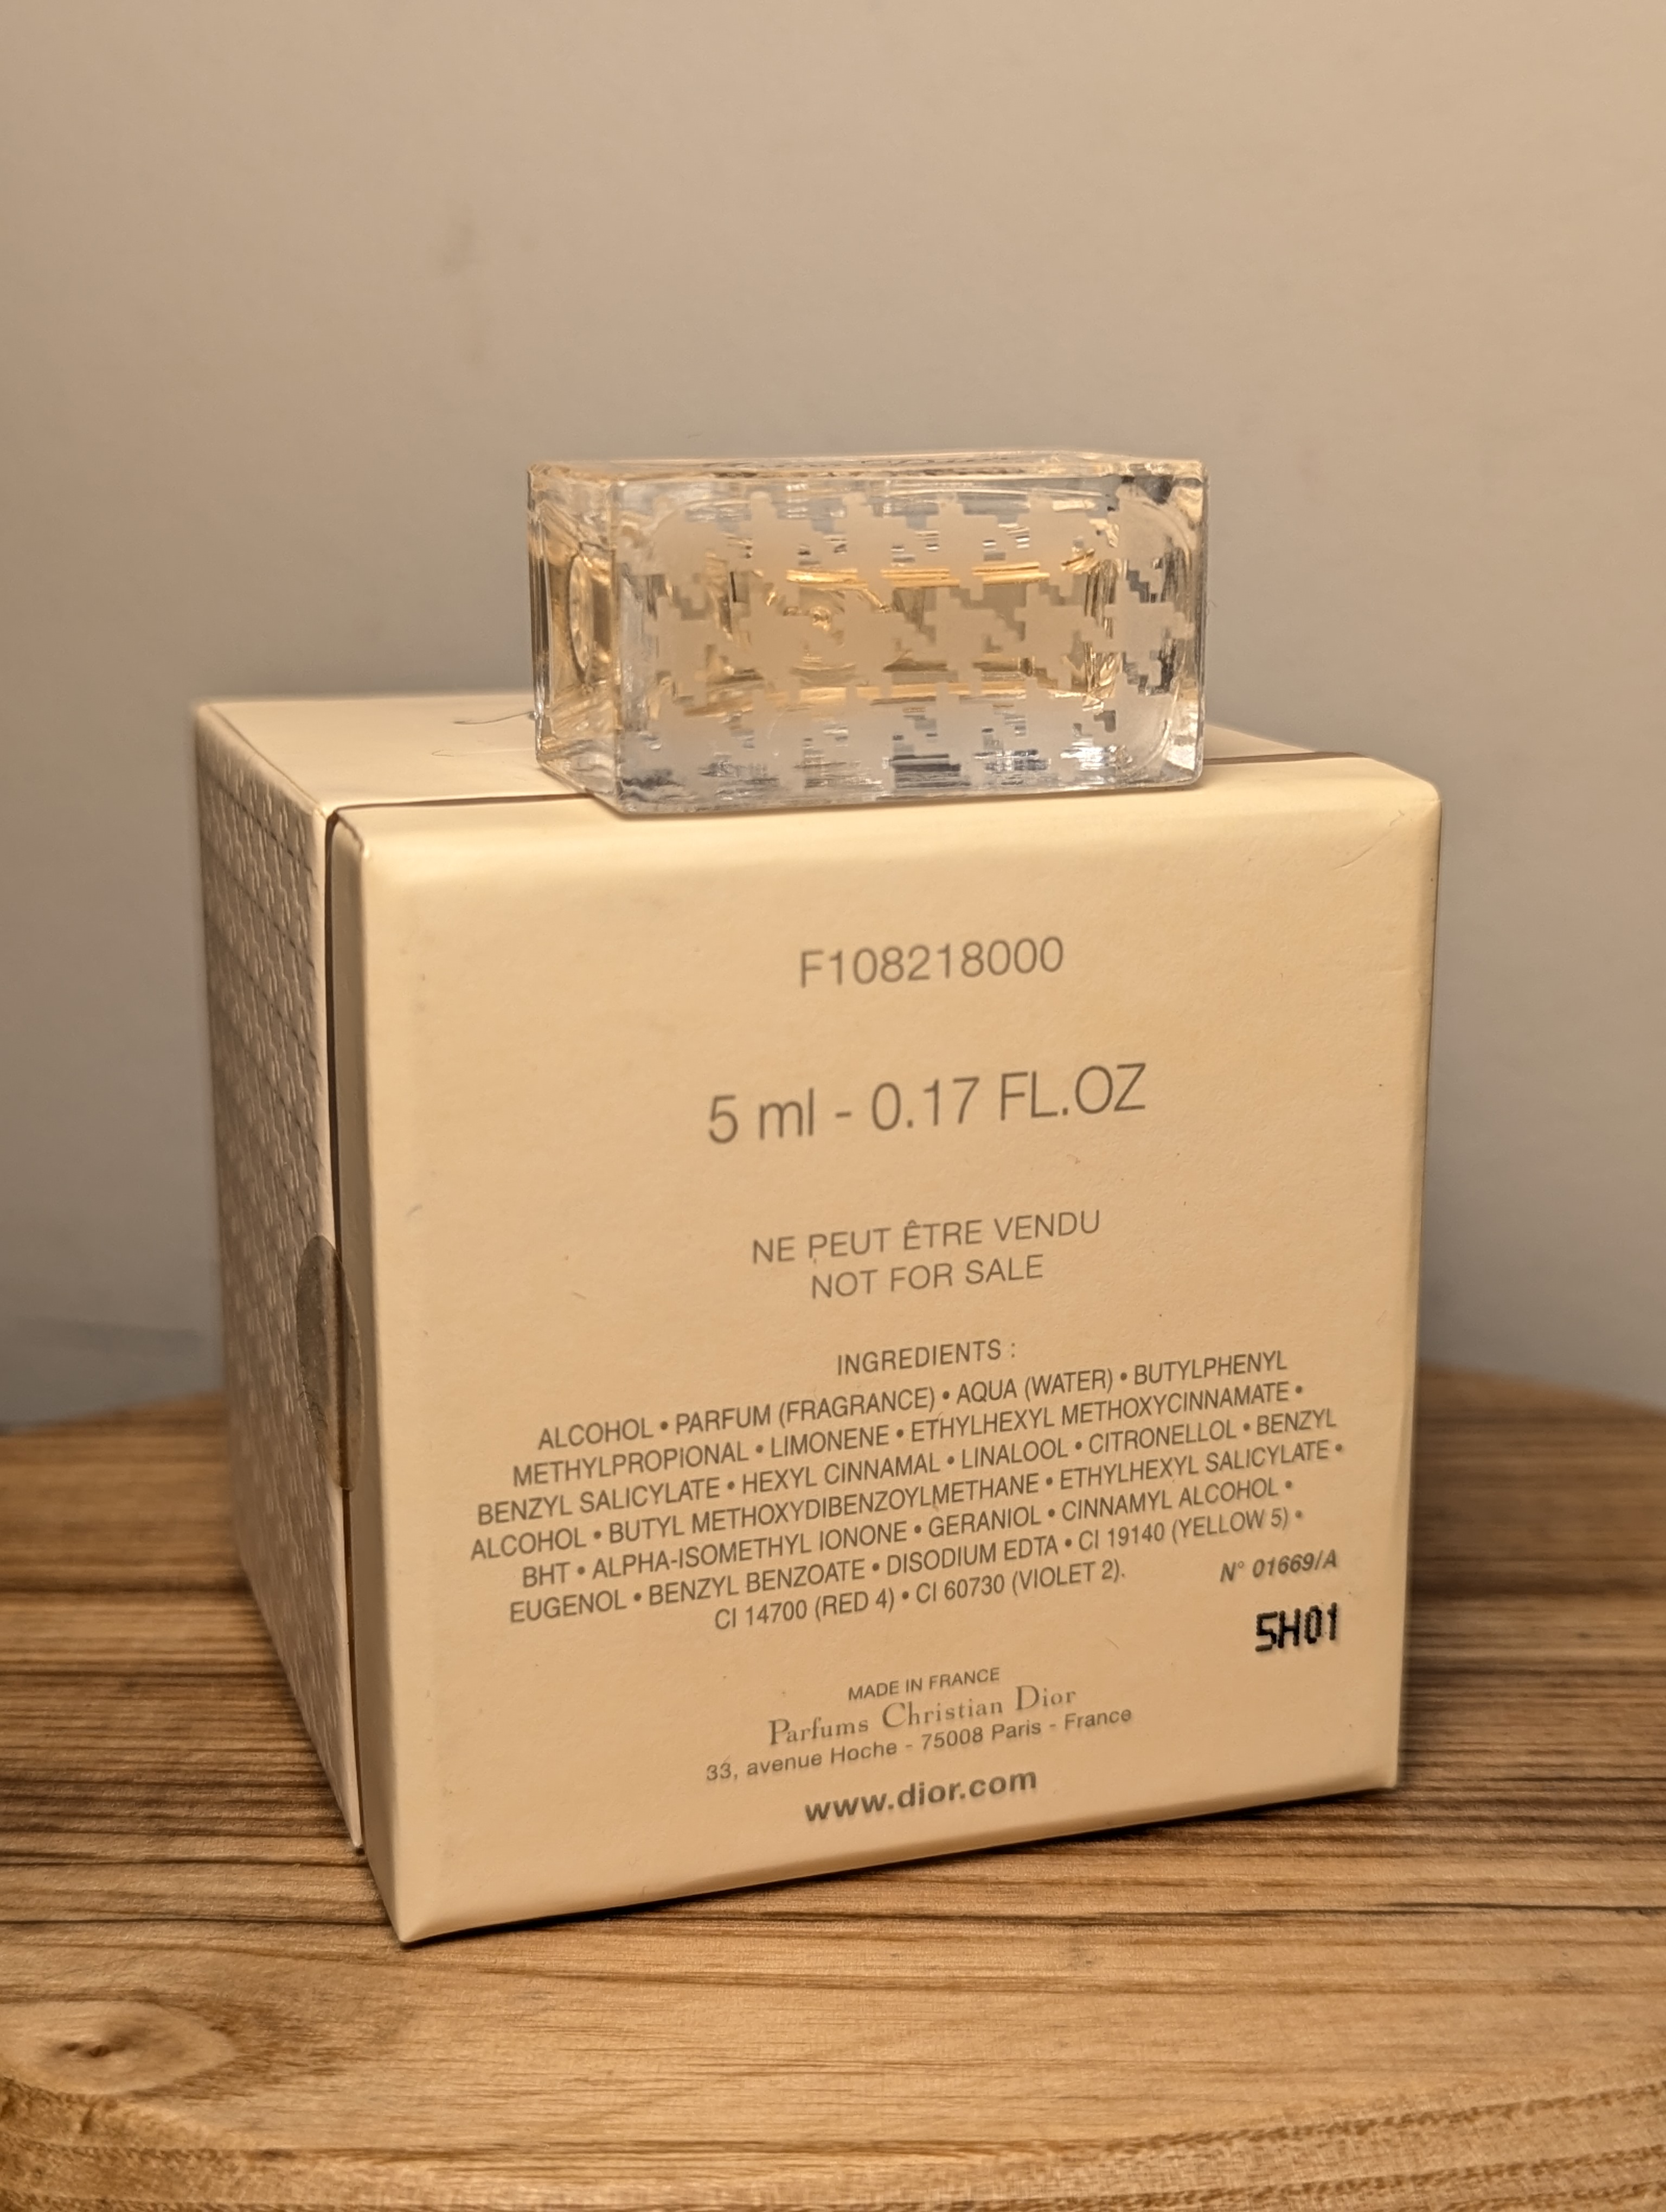 F108218000
5 ml - 0.17 FL.OZ
NE PEUT ÊTRE VENDU
NOT FOR SALE
INGREDIENTS :
ALCOHOL • PARFUM (FRAGRANCE) • AQUA (WATER) • BUTYLPHENYL
METHYLPROPIONAL • LIMONENE • ETHYLHEXYL METHOXYCINNAMATE •
BENZYL SALICYLATE • HEXYL CINNAMAL • LINALOOL • CITRONELLOL • BENZYL
ALCOHOL • BUTYL METHOXYDIBENZOYLMETHANE • ETHYLHEXYL SALICYLATE •
BHT • ALPHA-ISOMETHYL IONONE • GERANIOL • CINNAMYL ALCOHOL •
EUGENOL • BENZYL BENZOATE • DISODIUM EDTA • CI 19140 (YELLOW 5) •
CI 14700 (RED 4) • CI 60730 (VIOLET 2).
N° 01669/A
5H01
MADE IN FRANCE
Parfums Christian Dior
33, avenue Hoche - 75008 Paris - France
www.dior.com